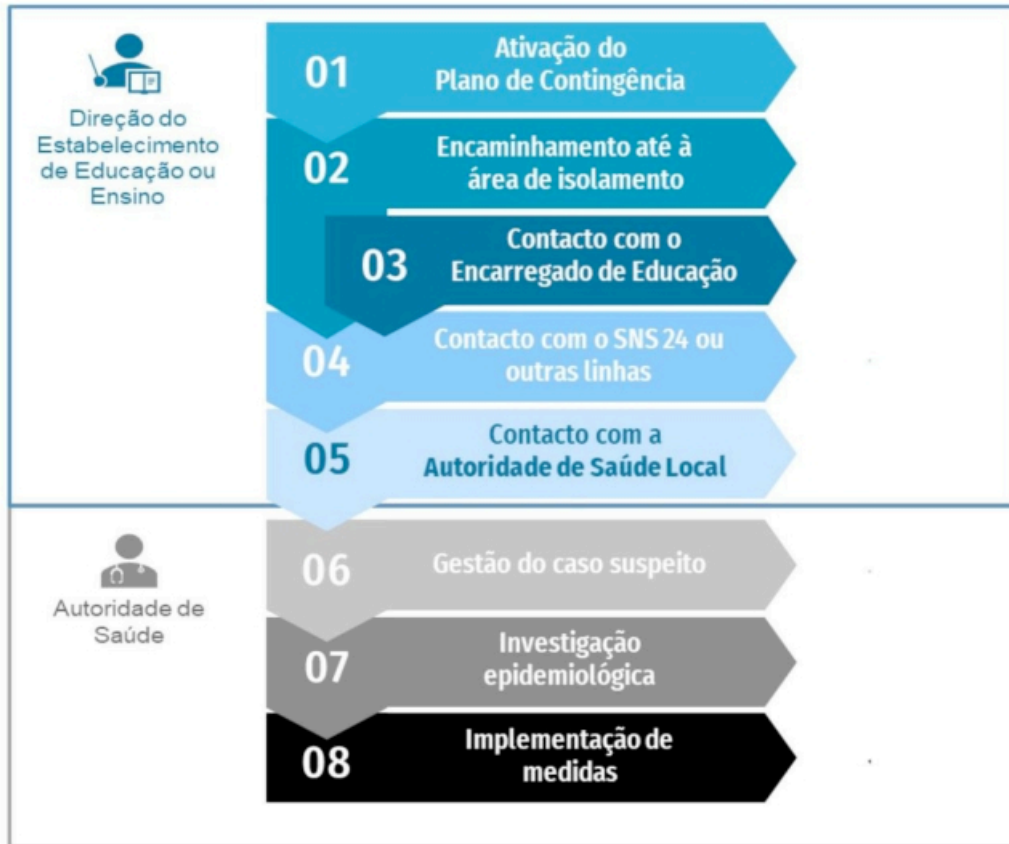 Direção do
Estabelecimento
de Educação ou
Ensino
01
Ativação do
Plano de Contingência
02
Encaminhamento até à
área de isolamento
03
Contacto com o
Encarregado de Educação
04
Contacto com o SNS 24 ou
outras linhas
05
Contacto com a
Autoridade de Saúde Local
Autoridade de
Saúde
06
Gestão do caso suspeito
07
Investigação
epidemiológica
08
Implementação de
medidas